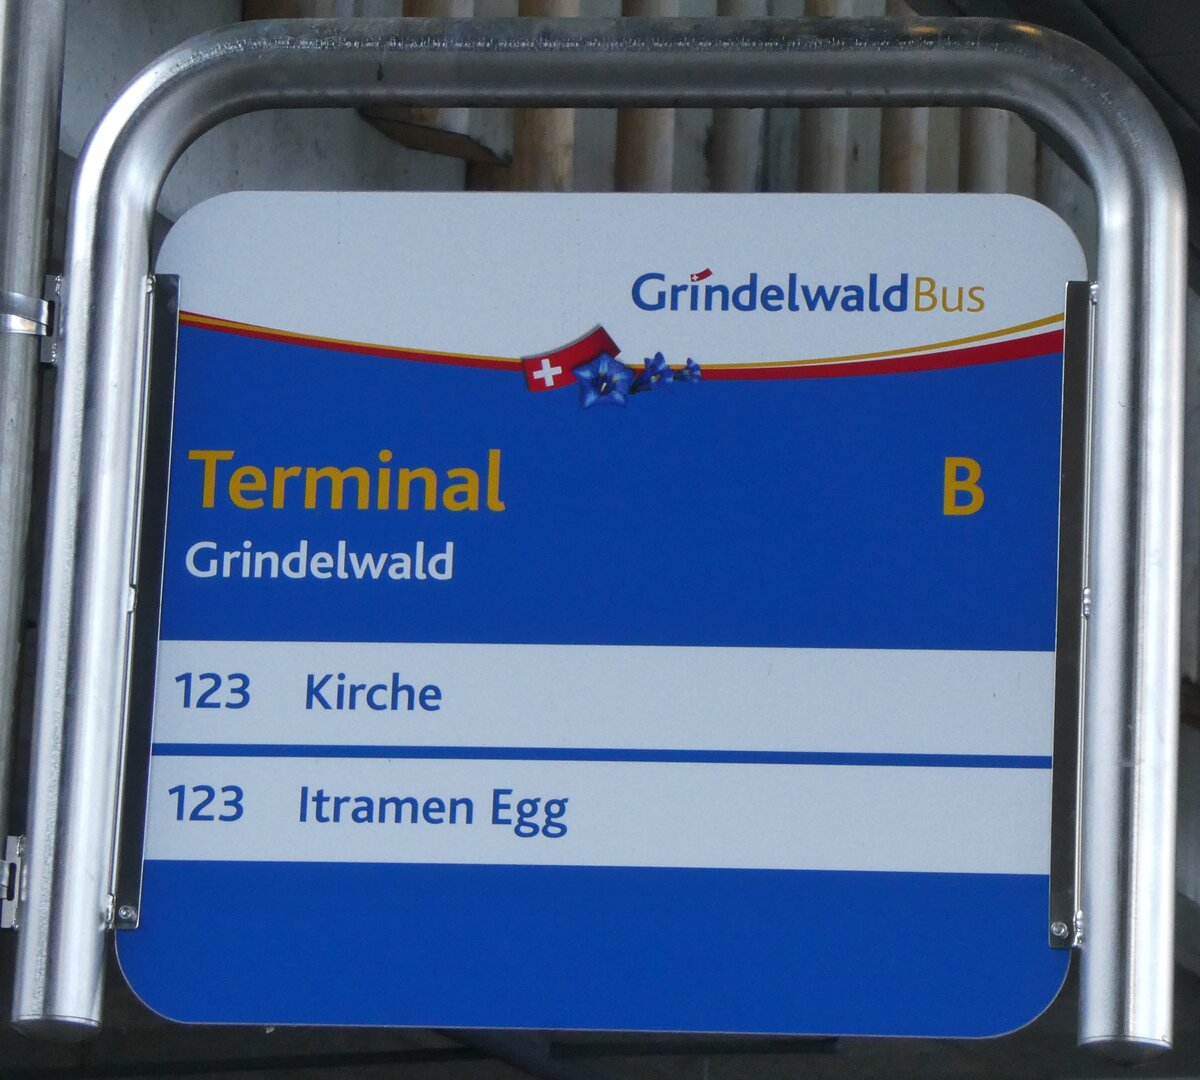 GrindelwaldBus
Terminal B
Grindelwald
123 Kirche
123 Itramen Egg